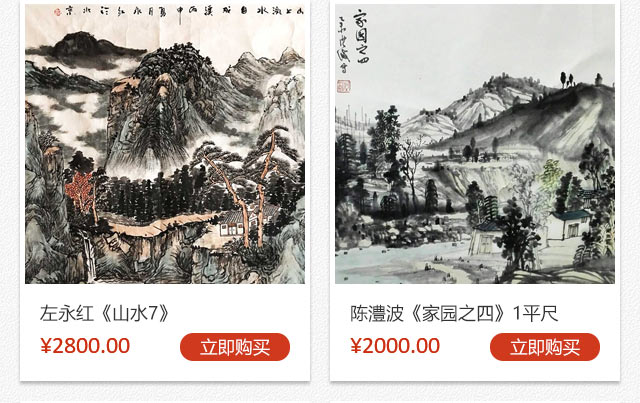 家园之四
左永红《山水7》
¥2800.00
立即购买
陈澧波《家园之四》1平尺
¥2000.00
立即购买